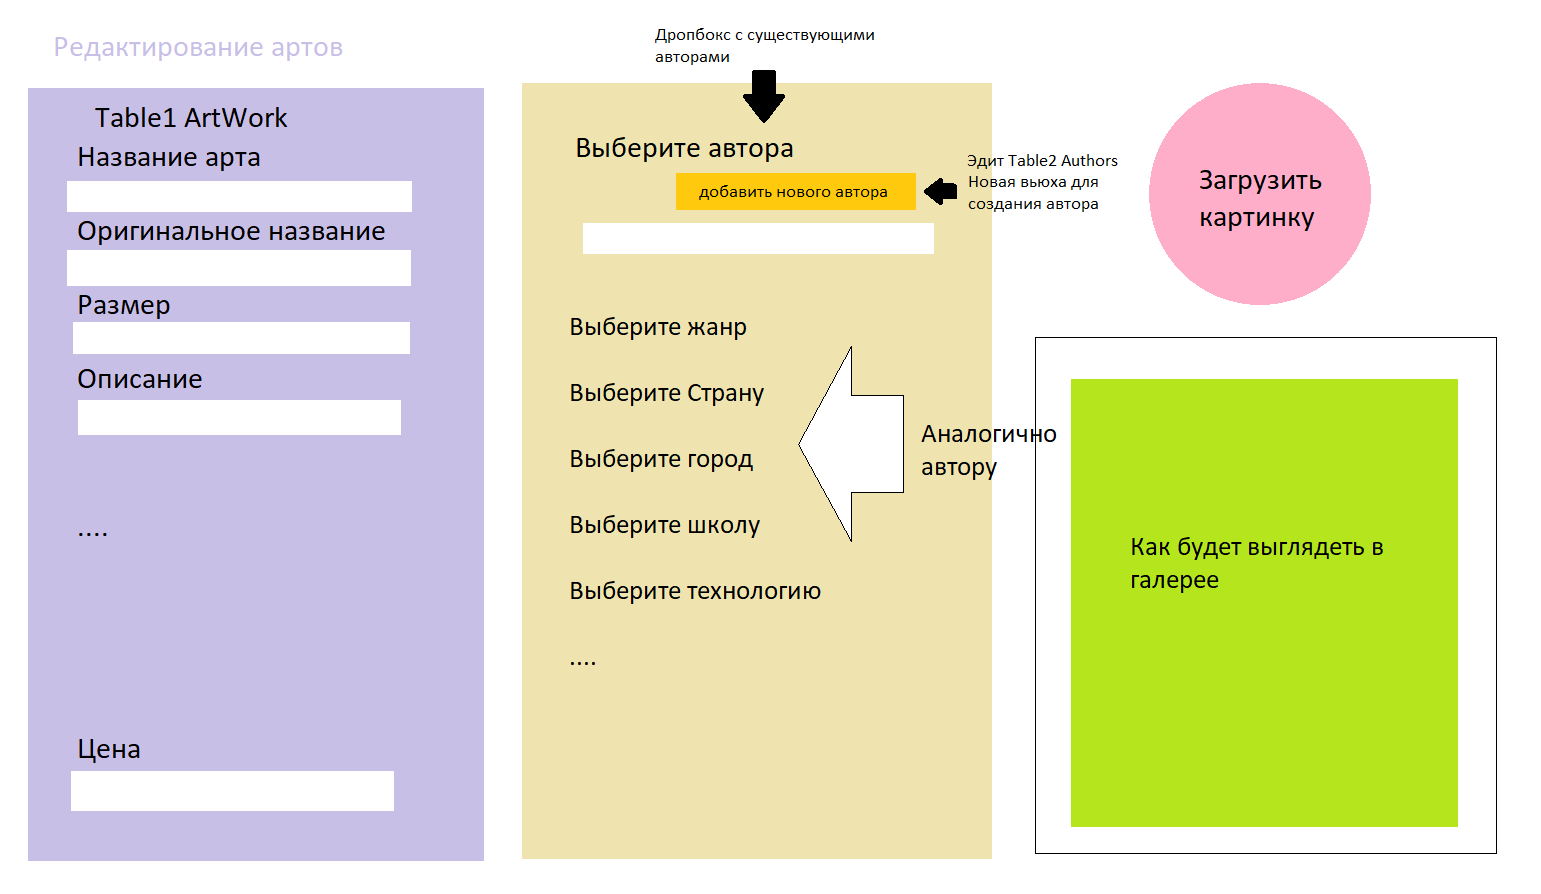 Редактирование артов
Table1 ArtWork
Название арта
Оригинальное название
Размер
Описание
....
Цена
Дропбокс с существующими
авторами
Выберите автора
добавить нового автора
Эдит Table2 Authors
Новая вьюха для
создания автора
Выберите жанр
Выберите Страну
Выберите город
Выберите школу
Выберите технологию
....
Аналогично
автору
Загрузить
картинку
Как будет выглядеть в
галерее